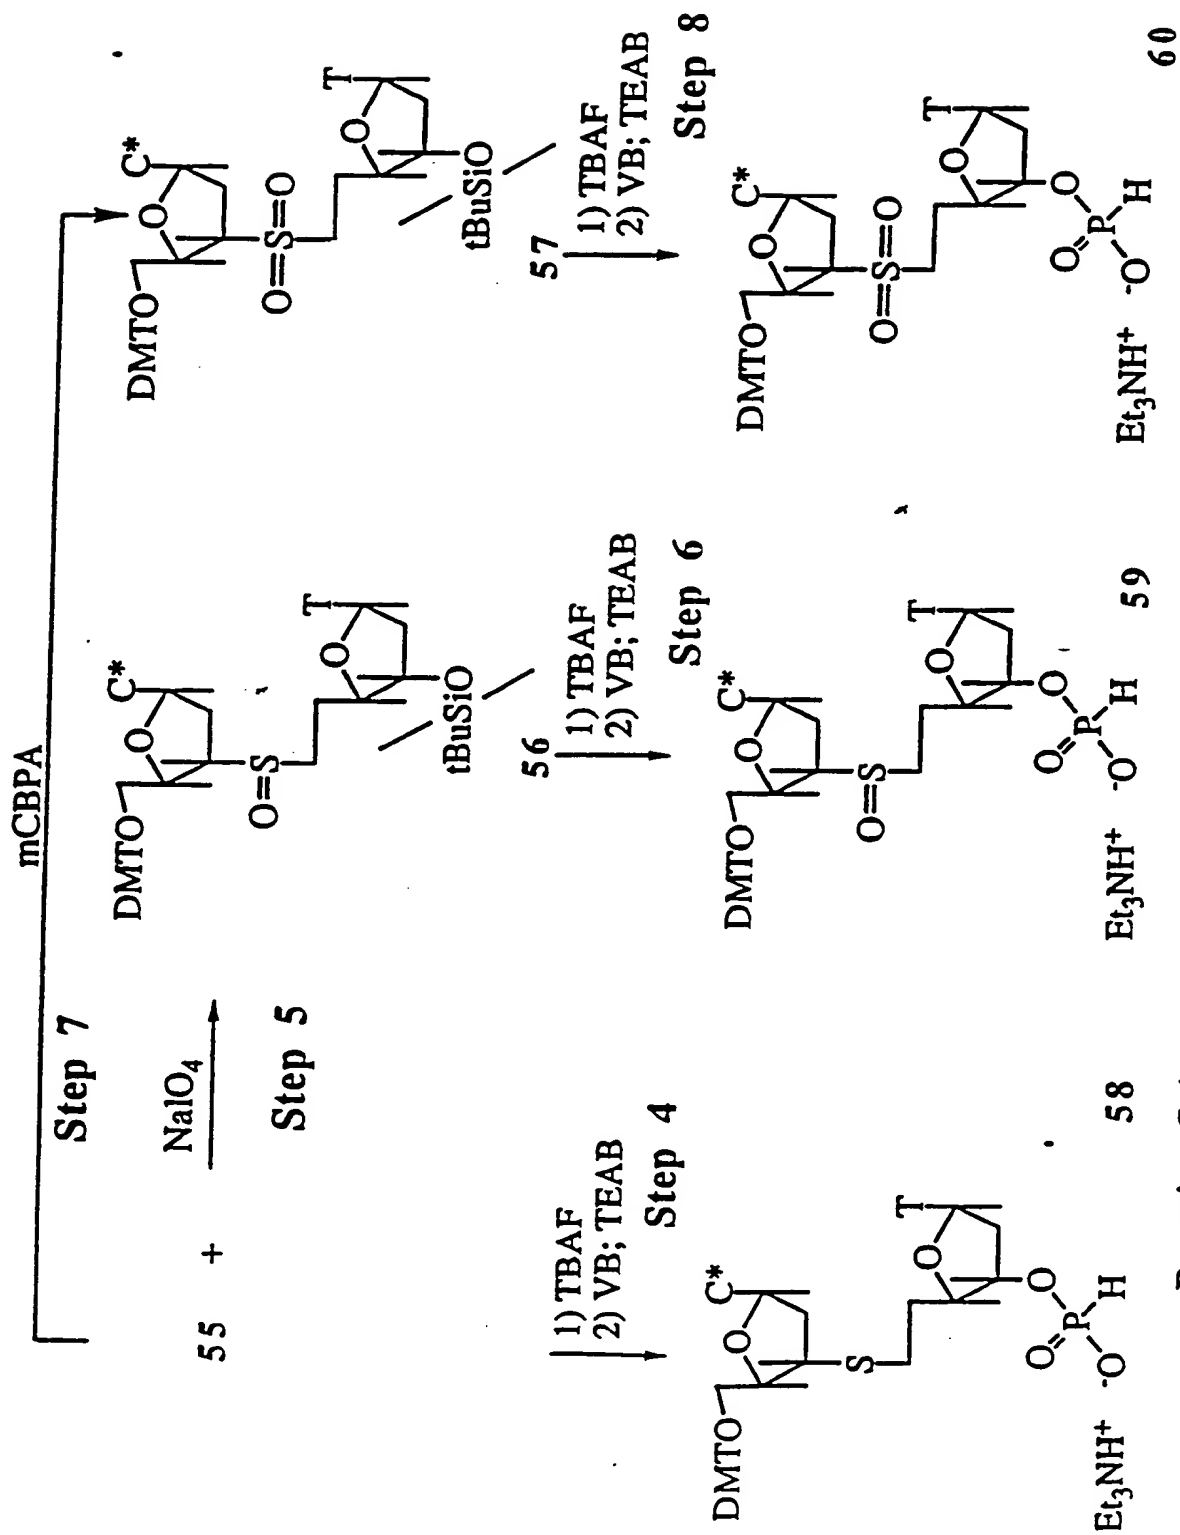 mCBPA
Step 7
55 +
NaIO4
Step 5
DMTO
O
C*
O=S
O
T
tBuSiO
56
DMTO
O
C*
O=S=O
O
T
tBuSiO
57
1) TBAF
2) VB; TEAB
Step 4
1) TBAF
2) VB; TEAB
Step 6
1) TBAF
2) VB; TEAB
Step 8
DMTO
O
C*
S
O
T
O
O=P-H
-O
Et3NH+
58
DMTO
O
C*
O=S
O
T
O
O=P-H
-O
Et3NH+
59
DMTO
O
C*
O=S=O
O
T
O
O=P-H
-O
Et3NH+
60